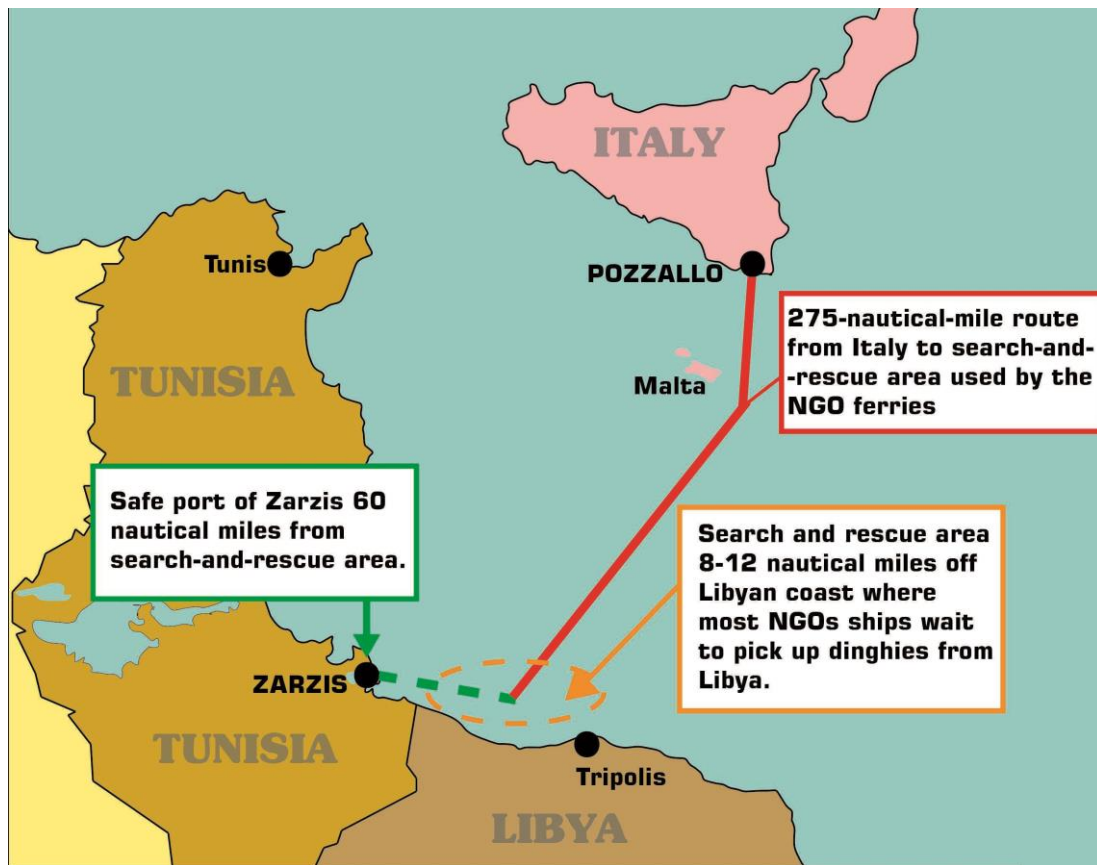 ITALY
Tunis
POZZALLO
275-nautical-mile route
from Italy to search-and-
-rescue area used by the
NGO ferries
TUNISIA
Malta
Safe port of Zarzis 60
nautical miles from
search-and-rescue area.
Search and rescue area
8-12 nautical miles off
Libyan coast where
most NGOs ships wait
to pick up dinghies from
Libya.
ZARZIS
TUNISIA
Tripolis
LIBYA